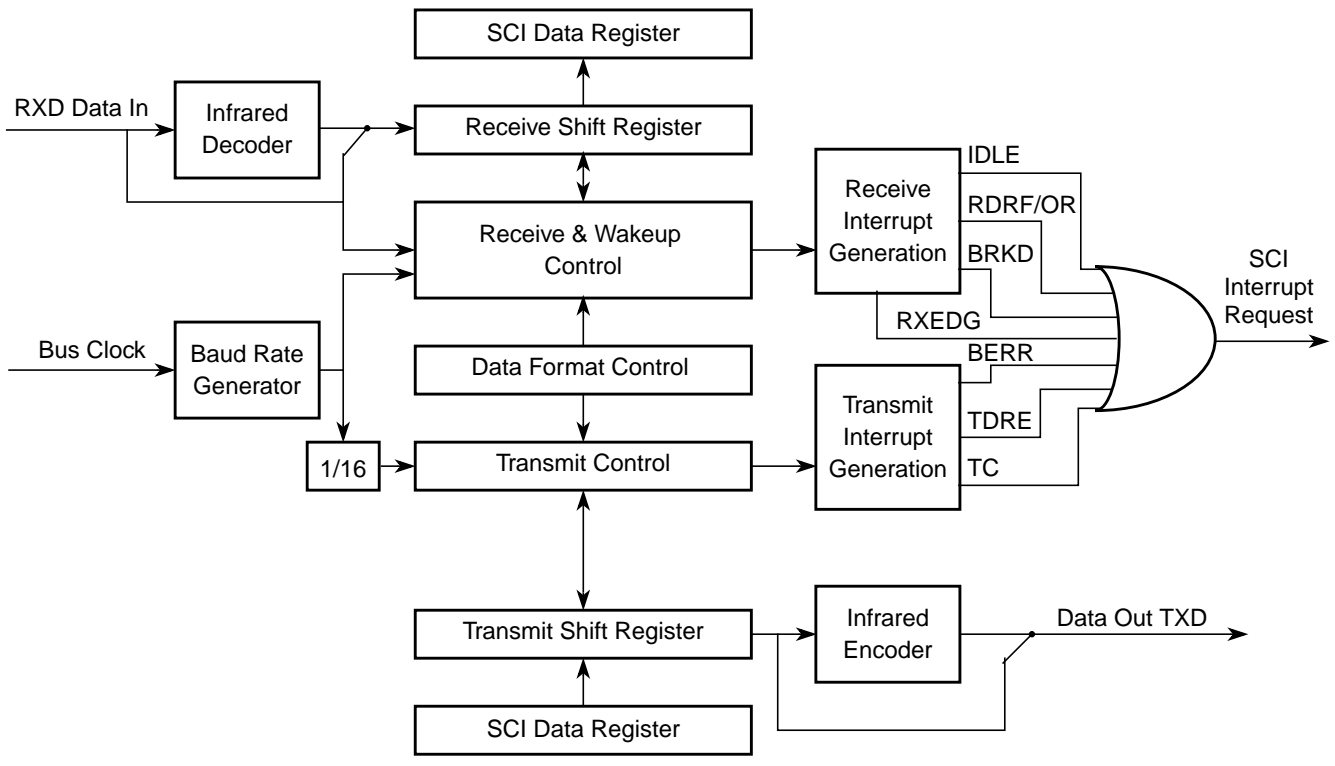 SCI Data Register
RXD Data In
Infrared
Decoder
Receive Shift Register
Receive & Wakeup
Control
Receive
Interrupt
Generation
IDLE
RDRF/OR
BRKD
RXEDG
SCI
Interrupt
Request
Bus Clock
Baud Rate
Generator
Data Format Control
BERR
1/16
Transmit Control
Transmit
Interrupt
Generation
TDRE
TC
Transmit Shift Register
Infrared
Encoder
Data Out TXD
SCI Data Register